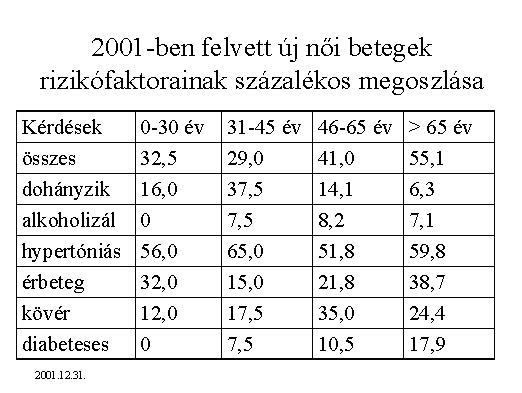 2001-ben felvett új női betegek
rizikófaktorainak százalékos megoszlása
Kérdések 0-30 év 31-45 év 46-65 év > 65 év
összes 32,5 29,0 41,0 55,1
dohányzik 16,0 37,5 14,1 6,3
alkoholizál 0 7,5 8,2 7,1
hypertóniás 56,0 65,0 51,8 59,8
érbeteg 32,0 15,0 21,8 38,7
kövér 12,0 17,5 35,0 24,4
diabeteses 0 7,5 10,5 17,9
2001.12.31.